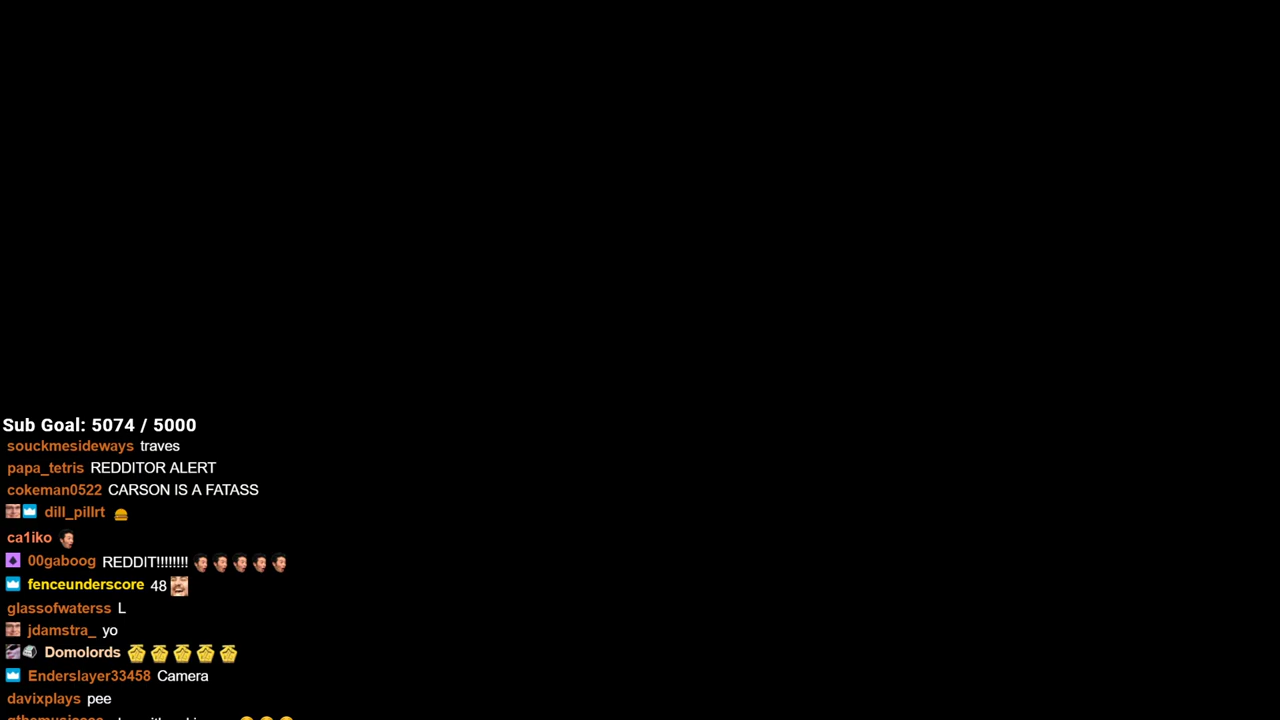 Sub Goal: 5074 / 5000
souckmesideways traves
papa_tetris REDDITOR ALERT
cokeman0522 CARSON IS A FATASS
dill_pillrt
ca1iko
00gaboog REDDIT!!!!!!!!
fenceunderscore 48
glassofwaterss L
jdamstra_ yo
Domolords
Enderslayer33458 Camera
davixplays pee